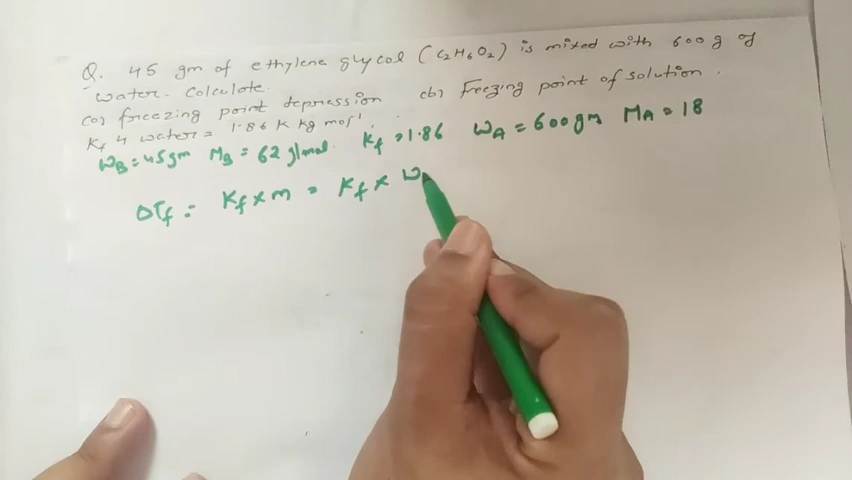 Q. 45 gm of ethylene glycol (C2H6O2) is mixed with 600 g of
water. Calculate
(a) freezing point depression (b) Freezing point of solution.
Kf 4 water = 1.86 K kg mol-1.
WB = 45gm MB = 62 g/mol. Kf = 1.86 WA = 600gm MA = 18
ΔTf = Kf × m = Kf × W